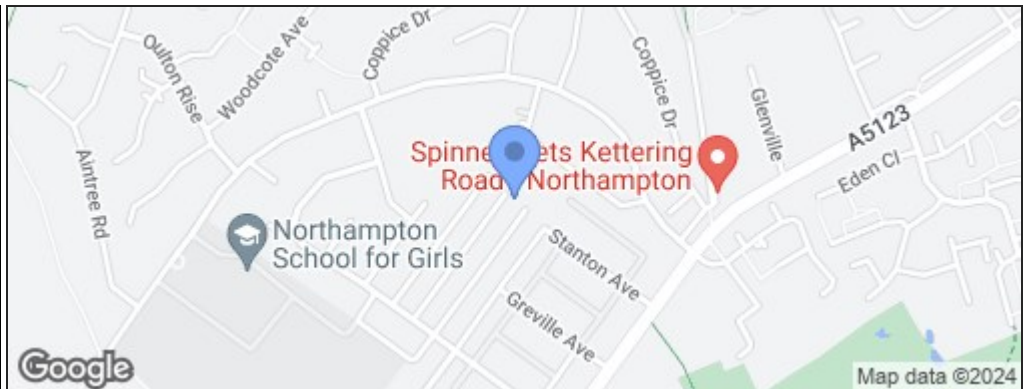 Oulton Rise
Woodcote Ave
Coppice Dr
Coppice Dr
Glenville
A5123
Eden Cl
Aintree Rd
Kettering
Road Northampton
Northampton
School for Girls
Stanton Ave
Greville Ave
Google
Map data ©2024